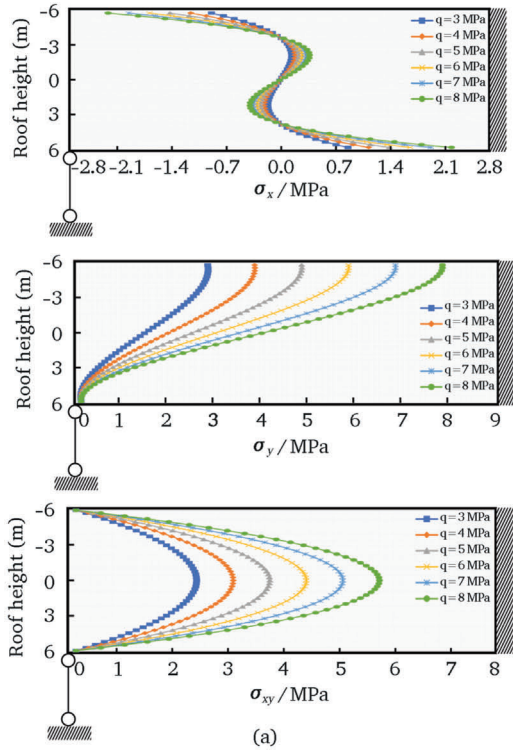 Roof height (m)
-6
-3
0
3
6
q=3 MPa
q=4 MPa
q=5 MPa
q=6 MPa
q=7 MPa
q=8 MPa
-2.8 -2.1 -1.4 -0.7 0.0 0.7 1.4 2.1 2.8
σx / MPa
Roof height (m)
-6
-3
0
3
6
q=3 MPa
q=4 MPa
q=5 MPa
q=6 MPa
q=7 MPa
q=8 MPa
0 1 2 3 4 5 6 7 8 9
σy / MPa
Roof height (m)
-6
-3
0
3
6
q=3 MPa
q=4 MPa
q=5 MPa
q=6 MPa
q=7 MPa
q=8 MPa
0 1 2 3 4 5 6 7 8
σxy / MPa
(a)